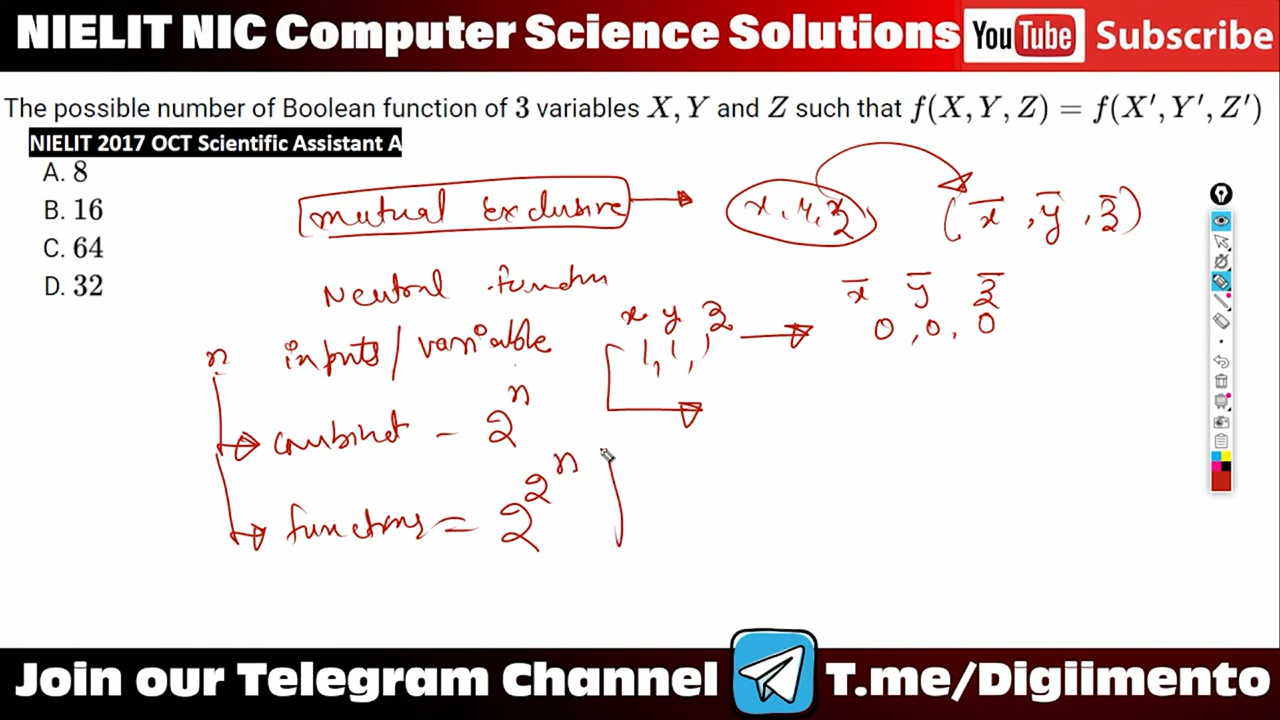 NIELIT NIC Computer Science Solutions YouTube Subscribe
The possible number of Boolean function of 3 variables X, Y and Z such that f(X, Y, Z) = f(X′, Y′, Z′)
NIELIT 2017 OCT Scientific Assistant A
A. 8
B. 16
C. 64
D. 32
mutual exclusive
x, y, z
(x̅, y̅, z̅)
Neutral function
x̅ y̅ z̅
x y z
0, 0, 0
n inputs/variable
1, 1, 1
combinet - 2ⁿ
functions = 2^2^n
Join our Telegram Channel T.me/Digiimento